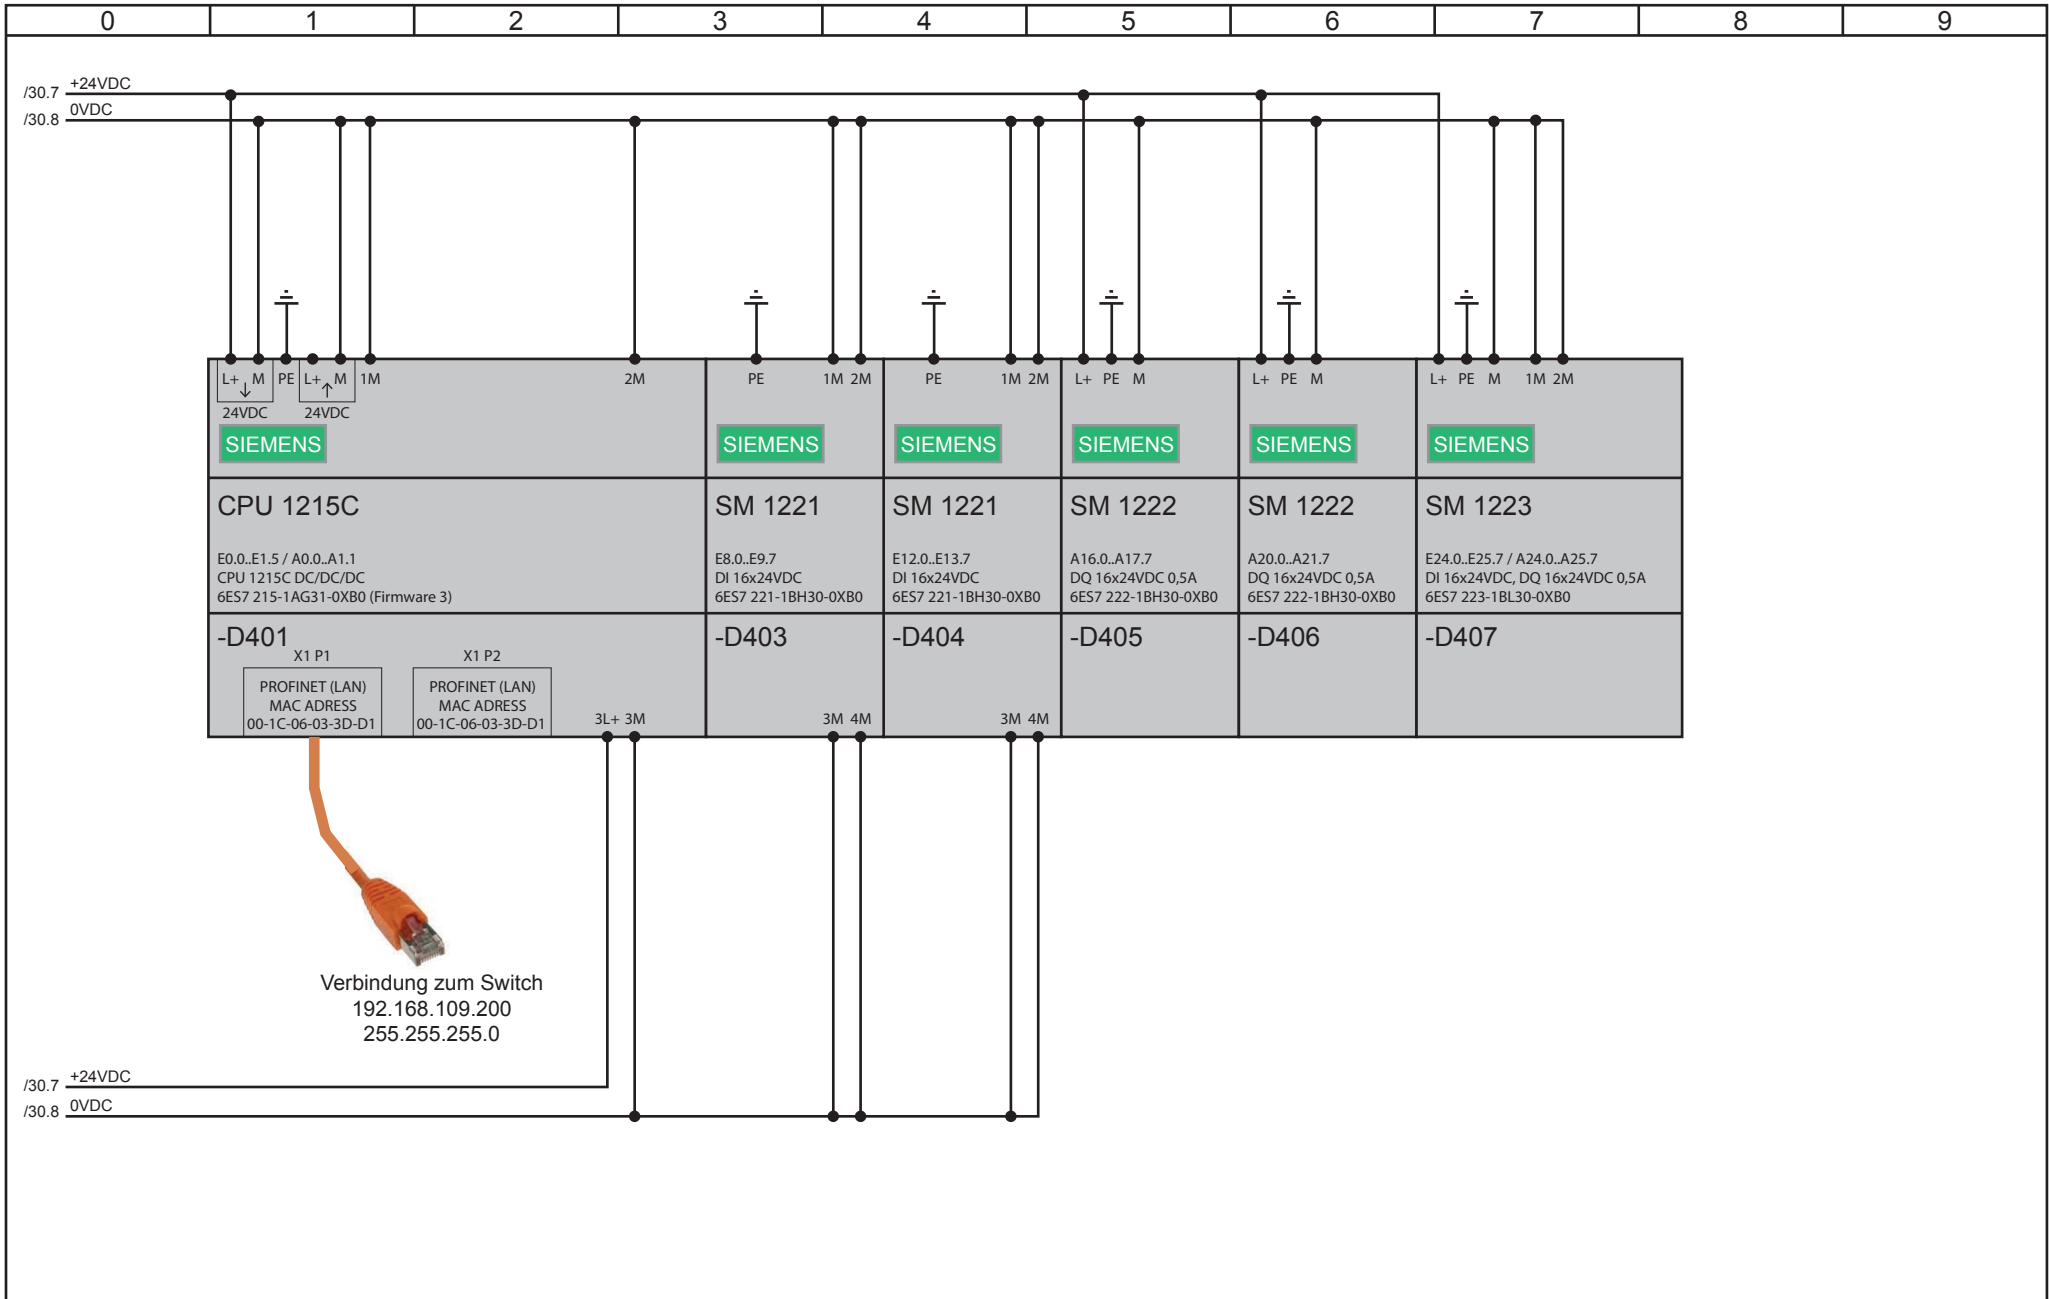 0 1 2 3 4 5 6 7 8 9
/30.7 +24VDC
/30.8 0VDC
L+ M PE L+ M 1M 2M
24VDC 24VDC
SIEMENS
CPU 1215C
E0.0..E1.5 / A0.0..A1.1
CPU 1215C DC/DC/DC
6ES7 215-1AG31-0XB0 (Firmware 3)
-D401
X1 P1
PROFINET (LAN)
MAC ADRESS
00-1C-06-03-3D-D1
X1 P2
PROFINET (LAN)
MAC ADRESS
00-1C-06-03-3D-D1
3L+ 3M
PE 1M 2M
SIEMENS
SM 1221
E8.0..E9.7
DI 16x24VDC
6ES7 221-1BH30-0XB0
-D403
3M 4M
PE 1M 2M
SIEMENS
SM 1221
E12.0..E13.7
DI 16x24VDC
6ES7 221-1BH30-0XB0
-D404
3M 4M
L+ PE M
SIEMENS
SM 1222
A16.0..A17.7
DQ 16x24VDC 0,5A
6ES7 222-1BH30-0XB0
-D405
L+ PE M
SIEMENS
SM 1222
A20.0..A21.7
DQ 16x24VDC 0,5A
6ES7 222-1BH30-0XB0
-D406
L+ PE M 1M 2M
SIEMENS
SM 1223
E24.0..E25.7 / A24.0..A25.7
DI 16x24VDC, DQ 16x24VDC 0,5A
6ES7 223-1BL30-0XB0
-D407
Verbindung zum Switch
192.168.109.200
255.255.255.0
/30.7 +24VDC
/30.8 0VDC